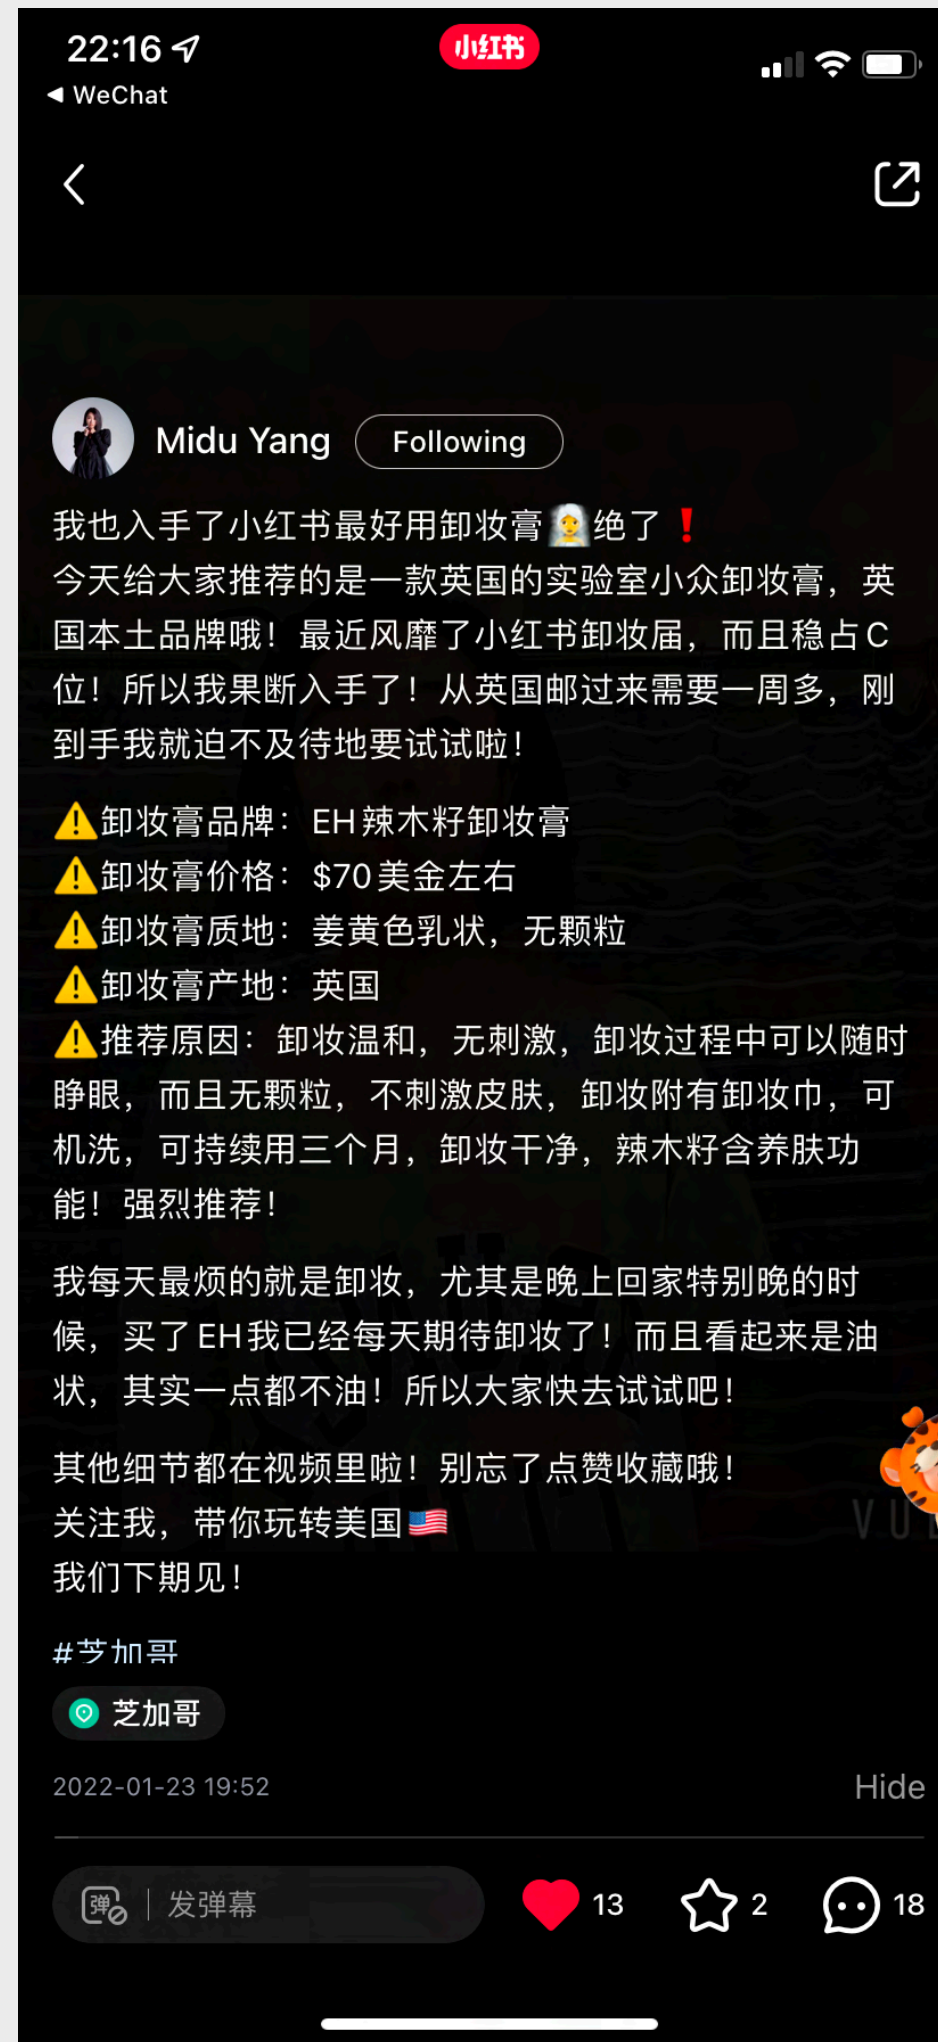 22:16
小红书
WeChat
Midu Yang
Following
我也入手了小红书最好用卸妆膏👰绝了❗
今天给大家推荐的是一款英国的实验室小众卸妆膏，英
国本土品牌哦！最近风靡了小红书卸妆届，而且稳占C
位！所以我果断入手了！从英国邮过来需要一周多，刚
到手我就迫不及待地要试试啦！
⚠️卸妆膏品牌：EH辣木籽卸妆膏
⚠️卸妆膏价格：$70美金左右
⚠️卸妆膏质地：姜黄色乳状，无颗粒
⚠️卸妆膏产地：英国
⚠️推荐原因：卸妆温和，无刺激，卸妆过程中可以随时
睁眼，而且无颗粒，不刺激皮肤，卸妆附有卸妆巾，可
机洗，可持续用三个月，卸妆干净，辣木籽含养肤功
能！强烈推荐！
我每天最烦的就是卸妆，尤其是晚上回家特别晚的时
候，买了EH我已经每天期待卸妆了！而且看起来是油
状，其实一点都不油！所以大家快去试试吧！
其他细节都在视频里啦！别忘了点赞收藏哦！
关注我，带你玩转美国🇺🇸
我们下期见！
#芝加哥
芝加哥
2022-01-23 19:52
Hide
弹
发弹幕
13
2
18